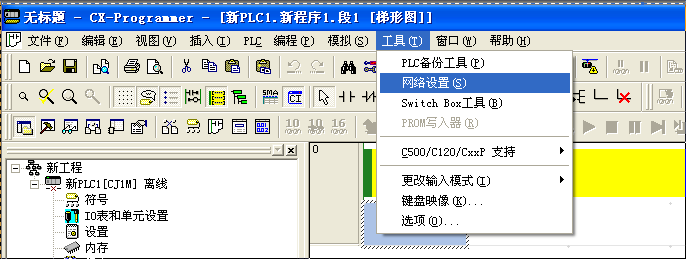 无标题 - CX-Programmer - [新PLC1.新程序1.段1 [梯形图]]
文件(F) 编辑(E) 视图(V) 插入(I) PLC 编程(P) 模拟(S) 工具(T) 窗口(W) 帮助(H)
PLC备份工具(P)
网络设置(S)
Switch Box工具(B)
PROM写入器(R)
C500/C120/CxxP 支持
更改输入模式(I)
键盘映像(K)...
选项(O)...
SMA CI
10 10 16
新工程
新PLC1[CJ1M] 离线
符号
IO表和单元设置
设置
内存
0